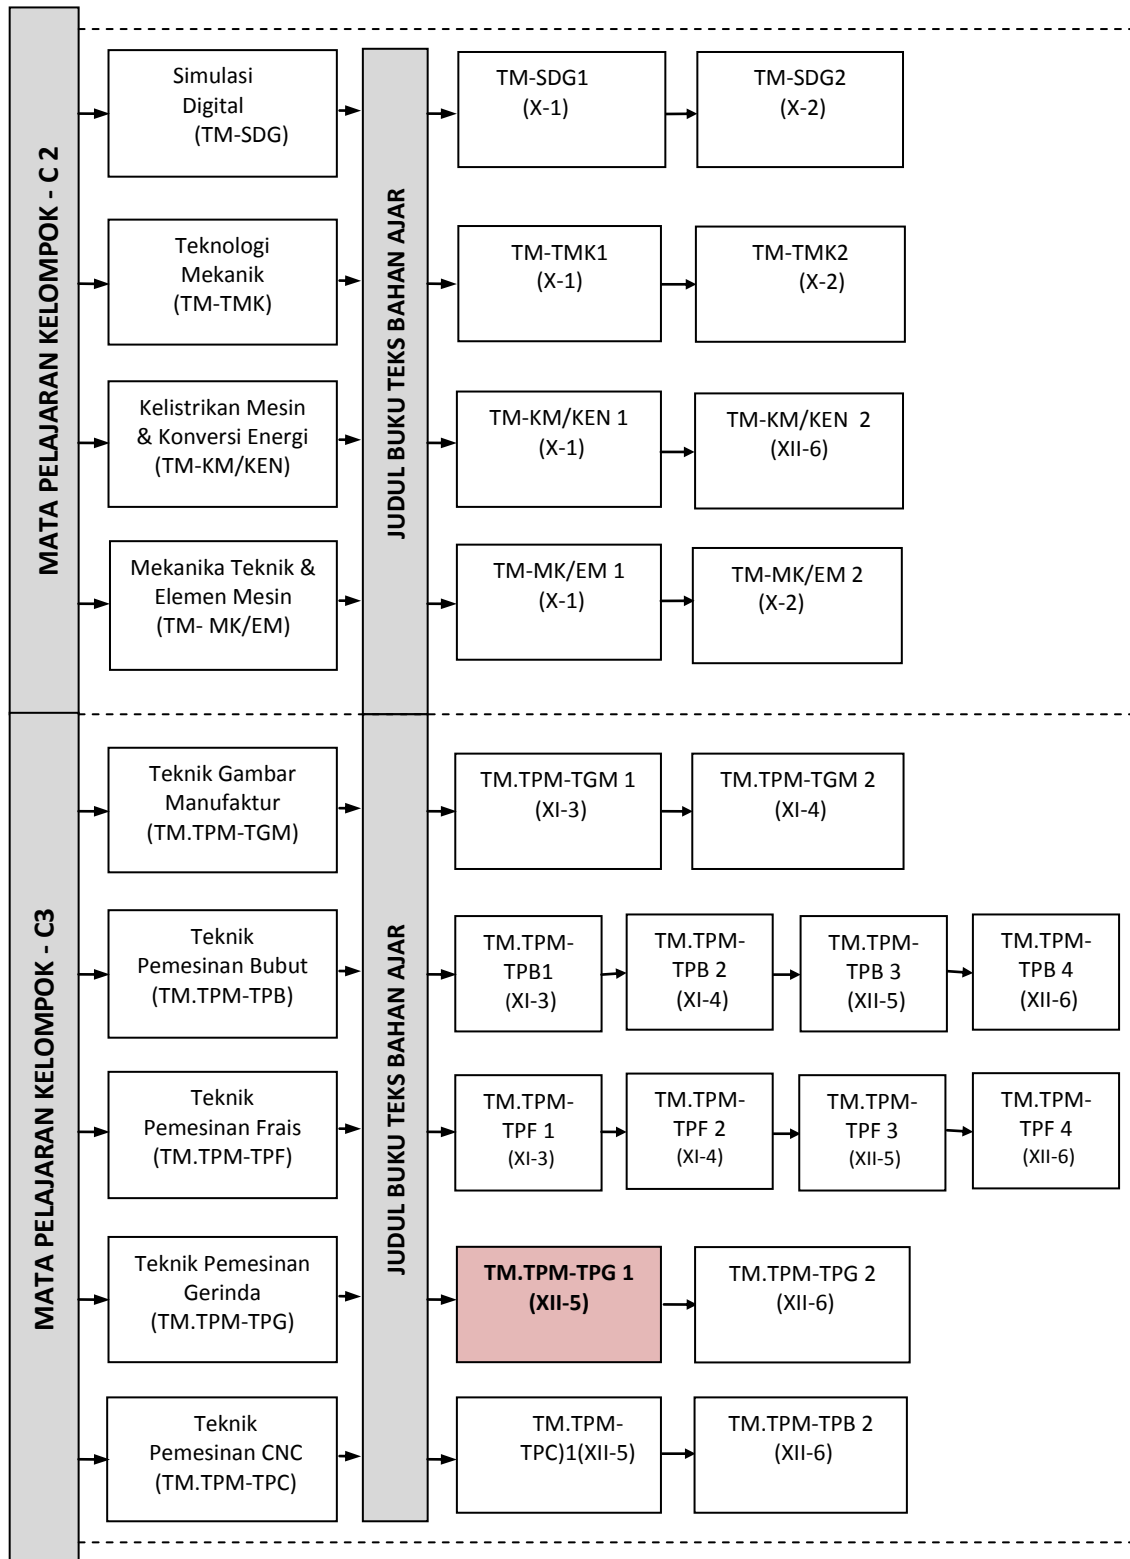 MATA PELAJARAN KELOMPOK - C 2
JUDUL BUKU TEKS BAHAN AJAR
Simulasi
Digital
(TM-SDG)
TM-SDG1
(X-1)
TM-SDG2
(X-2)
Teknologi
Mekanik
(TM-TMK)
TM-TMK1
(X-1)
TM-TMK2
(X-2)
Kelistrikan Mesin
& Konversi Energi
(TM-KM/KEN)
TM-KM/KEN 1
(X-1)
TM-KM/KEN 2
(XII-6)
Mekanika Teknik &
Elemen Mesin
(TM- MK/EM)
TM-MK/EM 1
(X-1)
TM-MK/EM 2
(X-2)
MATA PELAJARAN KELOMPOK - C3
JUDUL BUKU TEKS BAHAN AJAR
Teknik Gambar
Manufaktur
(TM.TPM-TGM)
TM.TPM-TGM 1
(XI-3)
TM.TPM-TGM 2
(XI-4)
Teknik
Pemesinan Bubut
(TM.TPM-TPB)
TM.TPM-
TPB1
(XI-3)
TM.TPM-
TPB 2
(XI-4)
TM.TPM-
TPB 3
(XII-5)
TM.TPM-
TPB 4
(XII-6)
Teknik
Pemesinan Frais
(TM.TPM-TPF)
TM.TPM-
TPF 1
(XI-3)
TM.TPM-
TPF 2
(XI-4)
TM.TPM-
TPF 3
(XII-5)
TM.TPM-
TPF 4
(XII-6)
Teknik Pemesinan
Gerinda
(TM.TPM-TPG)
TM.TPM-TPG 1
(XII-5)
TM.TPM-TPG 2
(XII-6)
Teknik
Pemesinan CNC
(TM.TPM-TPC)
TM.TPM-
TPC)1(XII-5)
TM.TPM-TPB 2
(XII-6)